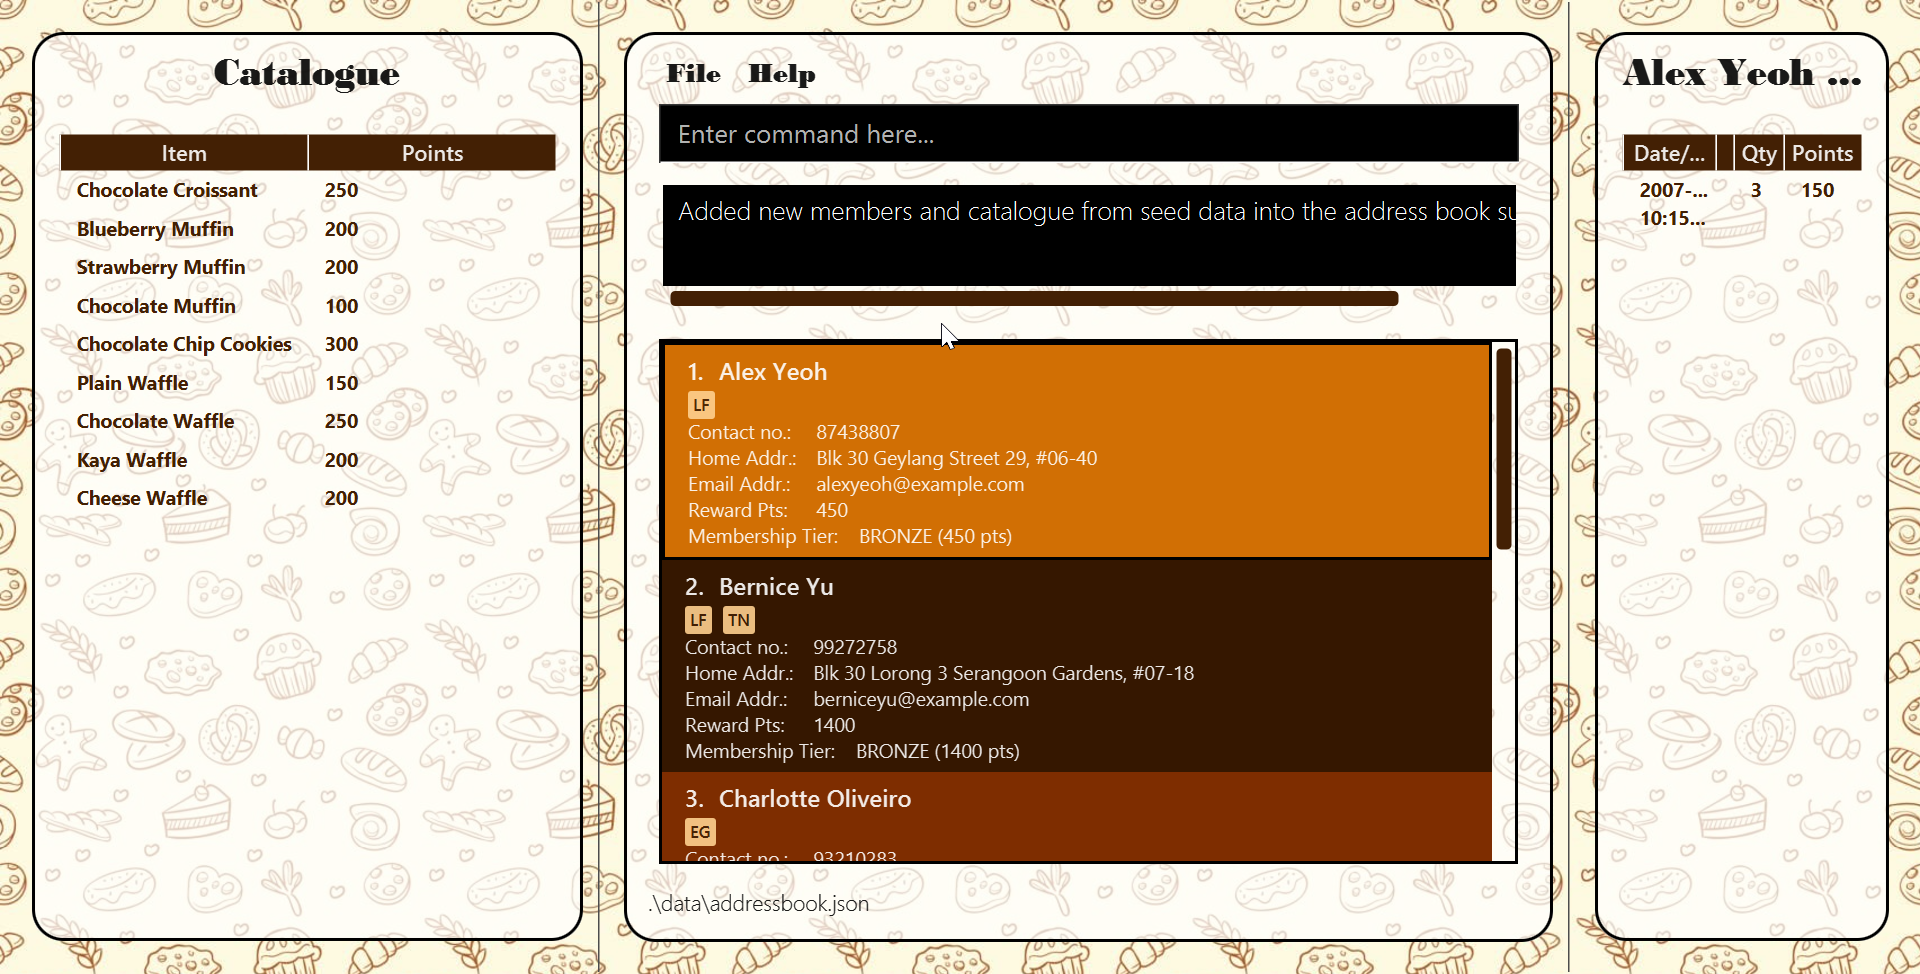 Catalogue
Item Points
Chocolate Croissant 250
Blueberry Muffin 200
Strawberry Muffin 200
Chocolate Muffin 100
Chocolate Chip Cookies 300
Plain Waffle 150
Chocolate Waffle 250
Kaya Waffle 200
Cheese Waffle 200
File Help
Enter command here...
Added new members and catalogue from seed data into the address book su
1. Alex Yeoh
LF
Contact no.: 87438807
Home Addr.: Blk 30 Geylang Street 29, #06-40
Email Addr.: alexyeoh@example.com
Reward Pts: 450
Membership Tier: BRONZE (450 pts)
2. Bernice Yu
LF TN
Contact no.: 99272758
Home Addr.: Blk 30 Lorong 3 Serangoon Gardens, #07-18
Email Addr.: berniceyu@example.com
Reward Pts: 1400
Membership Tier: BRONZE (1400 pts)
3. Charlotte Oliveiro
EG
Contact no.: 93210283
.\data\addressbook.json
Alex Yeoh ...
Date/... Qty Points
2007-... 3 150
10:15...